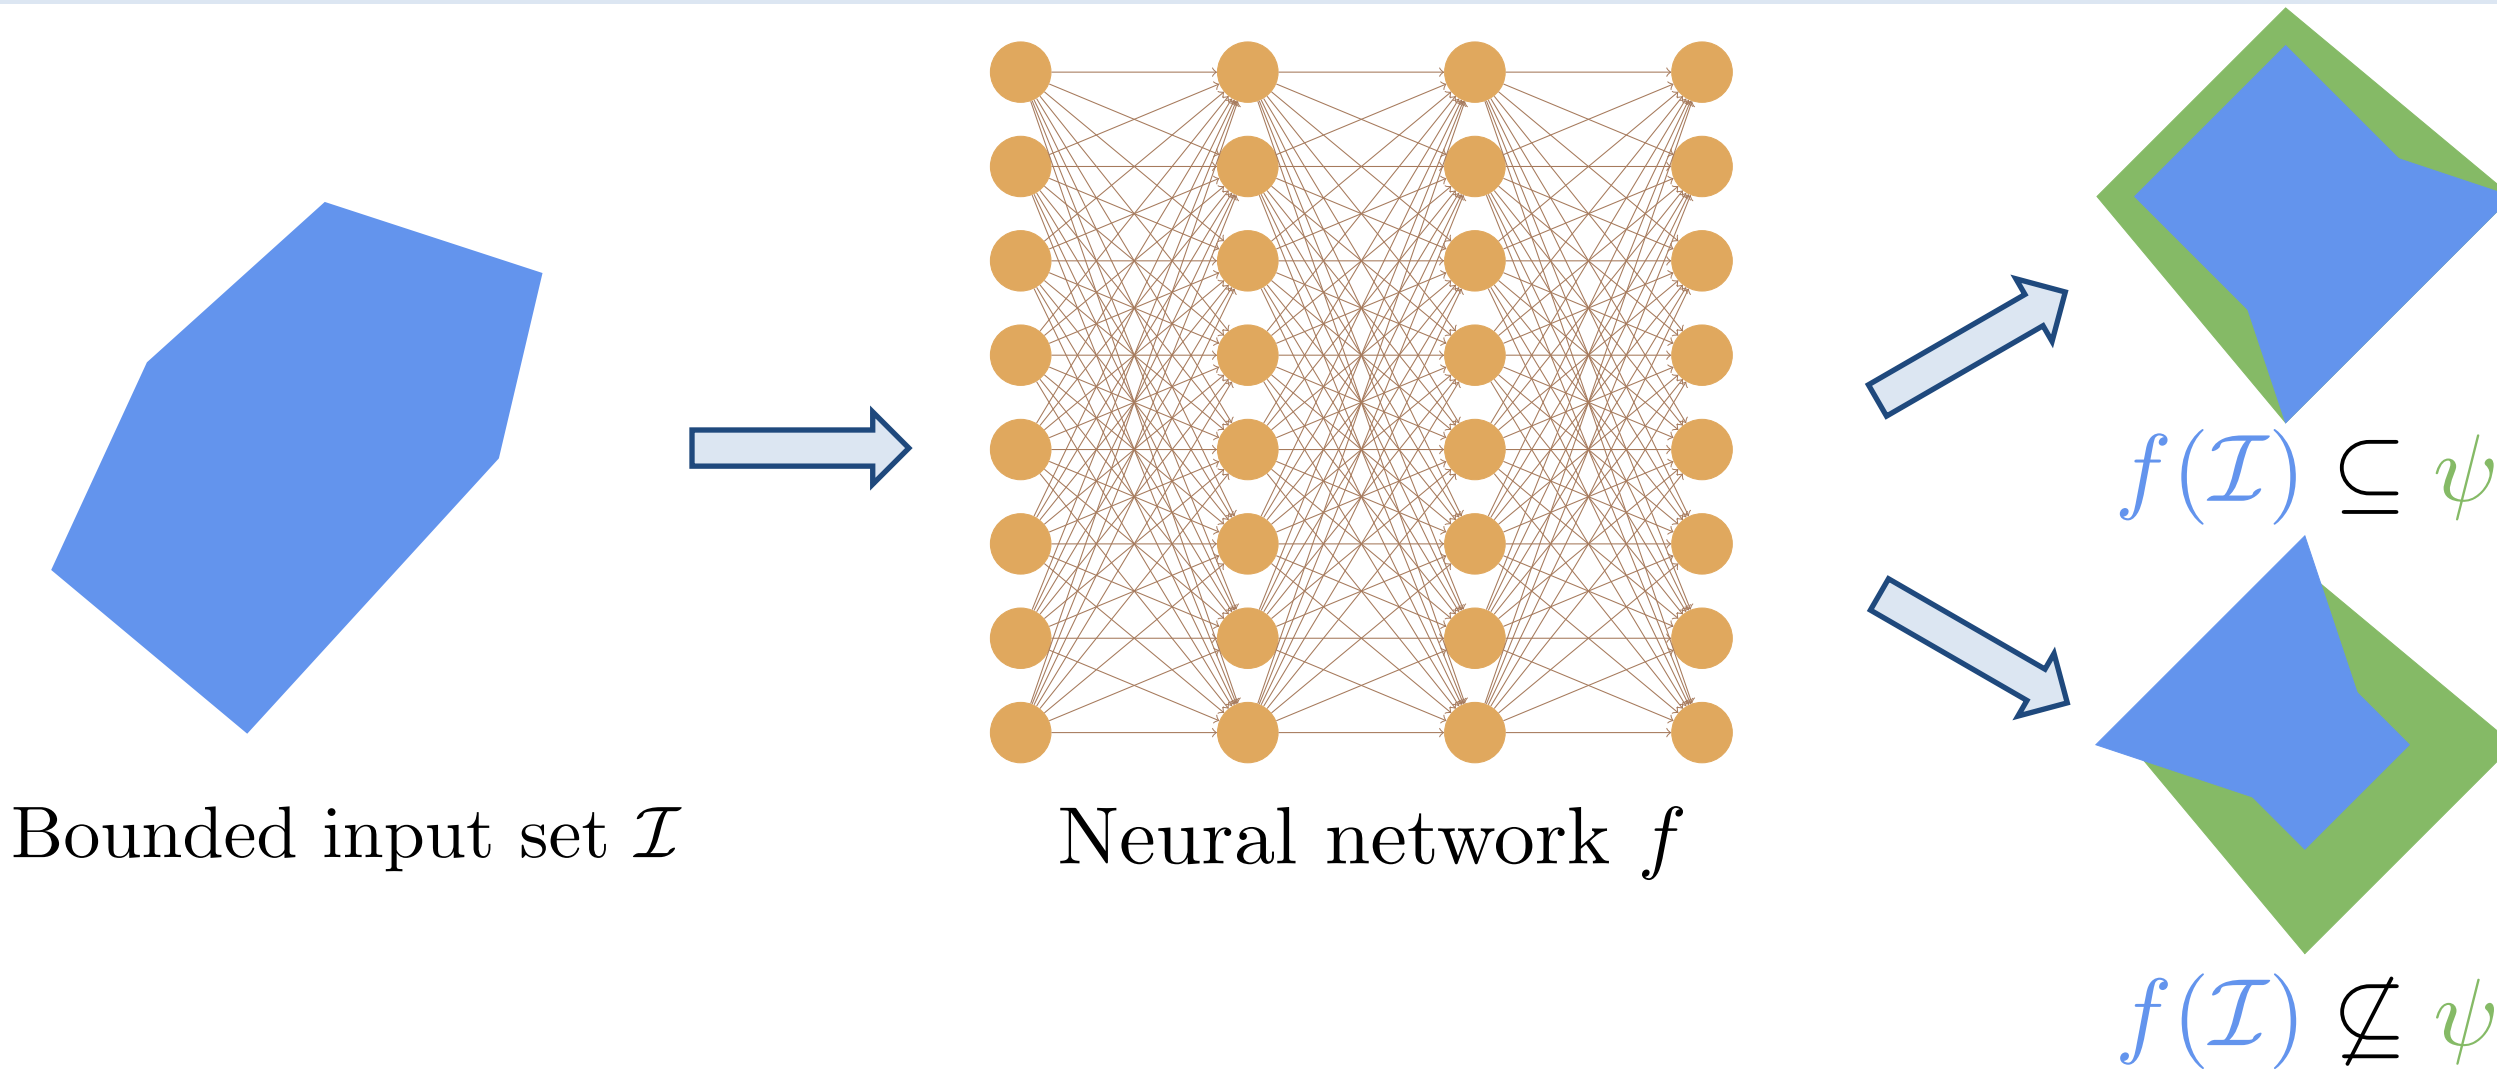 f(ℐ) ⊆ ψ
Bounded input set ℐ
Neural network f
f(ℐ) ⊈ ψ